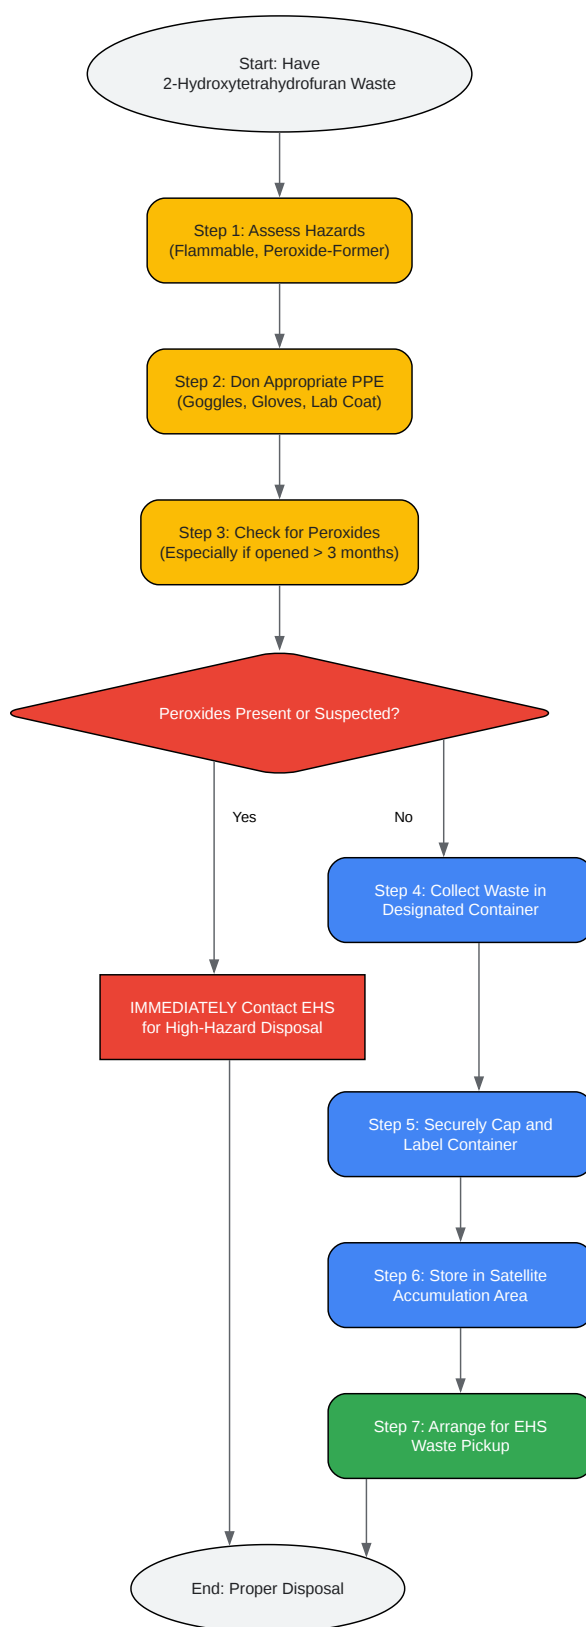 Start: Have
2-Hydroxytetrahydrofuran Waste
Step 1: Assess Hazards
(Flammable, Peroxide-Former)
Step 2: Don Appropriate PPE
(Goggles, Gloves, Lab Coat)
Step 3: Check for Peroxides
(Especially if opened > 3 months)
Peroxides Present or Suspected?
Yes
No
Step 4: Collect Waste in
Designated Container
IMMEDIATELY Contact EHS
for High-Hazard Disposal
Step 5: Securely Cap and
Label Container
Step 6: Store in Satellite
Accumulation Area
Step 7: Arrange for EHS
Waste Pickup
End: Proper Disposal